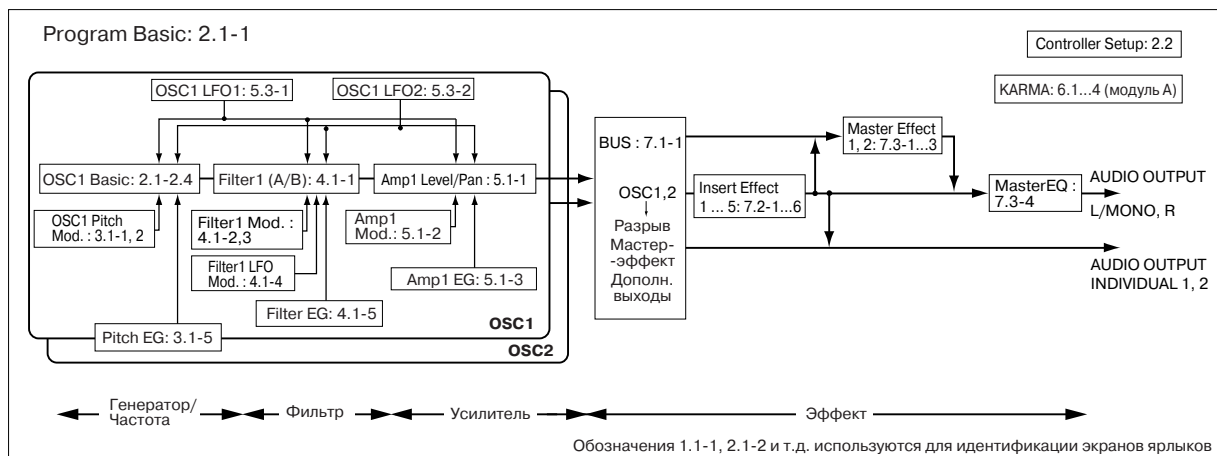 Program Basic: 2.1-1
Controller Setup: 2.2
KARMA: 6.1...4 (модуль A)
OSC1 LFO1: 5.3-1
OSC1 LFO2: 5.3-2
OSC1 Basic: 2.1-2.4
Filter1 (A/B): 4.1-1
Amp1 Level/Pan : 5.1-1
OSC1 Pitch
Mod. : 3.1-1, 2
Filter1 Mod. :
4.1-2,3
Amp1
Mod.: 5.1-2
Filter1 LFO
Mod. : 4.1-4
Amp1 EG: 5.1-3
Filter EG: 4.1-5
Pitch EG: 3.1-5
OSC1
OSC2
BUS : 7.1-1
OSC1,2
Разрыв
Мастер-
-эффект
Дополн.
выходы
Insert Effect
1 ... 5: 7.2-1...6
Master Effect
1, 2: 7.3-1...3
MasterEQ :
7.3-4
AUDIO OUTPUT
L/MONO, R
AUDIO OUTPUT
INDIVIDUAL 1, 2
Генератор/
Частота
Фильтр
Усилитель
Эффект
Обозначения 1.1-1, 2.1-2 и т.д. используются для идентификации экранов ярлыков